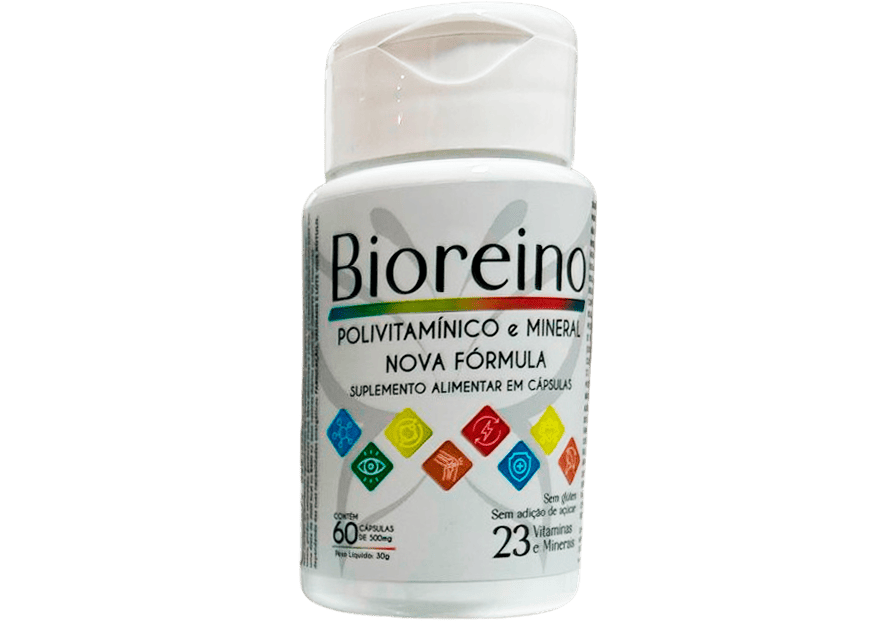 Bioreino
POLIVITAMÍNICO e MINERAL
NOVA FÓRMULA
SUPLEMENTO ALIMENTAR EM CÁPSULAS
Sem glúten
Sem adição de açúcar
23 Vitaminas
e Minerais
CONTÉM
60 CÁPSULAS
DE 500mg
Peso Líquido: 30g